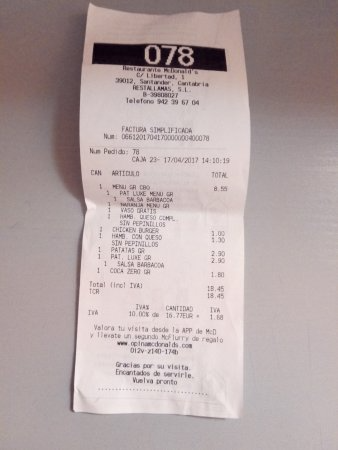 078
Restaurante McDonald's
C/ Libertad, 1
39012, Santander, Cantabria
RESTALLAMAS, S.L.
B-39808027
Telefono 942 39 67 04
FACTURA SIMPLIFICADA
Num: 0661201704170000000400078
Num Pedido: 78
CAJA 23- 17/04/2017 14:10:19
CAN ARTICULO TOTAL
1 MENU GR CBO 8.55
1 PAT LUXE MENU GR
1 SALSA BARBACOA
1 NARANJA MENU GR
1 VASO GRATIS
1 HAMB. QUESO COMPL.
SIN PEPINILLOS
1 CHICKEN BURGER 1.00
1 HAMB. CON QUESO 1.30
SIN PEPINILLOS
1 PATATAS GR 2.90
1 PAT. LUXE GR 2.90
1 SALSA BARBACOA
1 COCA ZERO GR 1.80
Total (incl IVA) 18.45
TCR 18.45
IVA% CANTIDAD IVA
IVA 10.00% de 16.77EUR = 1.68
Valora tu visita desde la APP de McD
y llevate un segundo McFlurry de regalo
www.opinamcdonalds.com
0i2v-z140-174b
Gracias por su visita.
Encantados de servirle.
Vuelva pronto